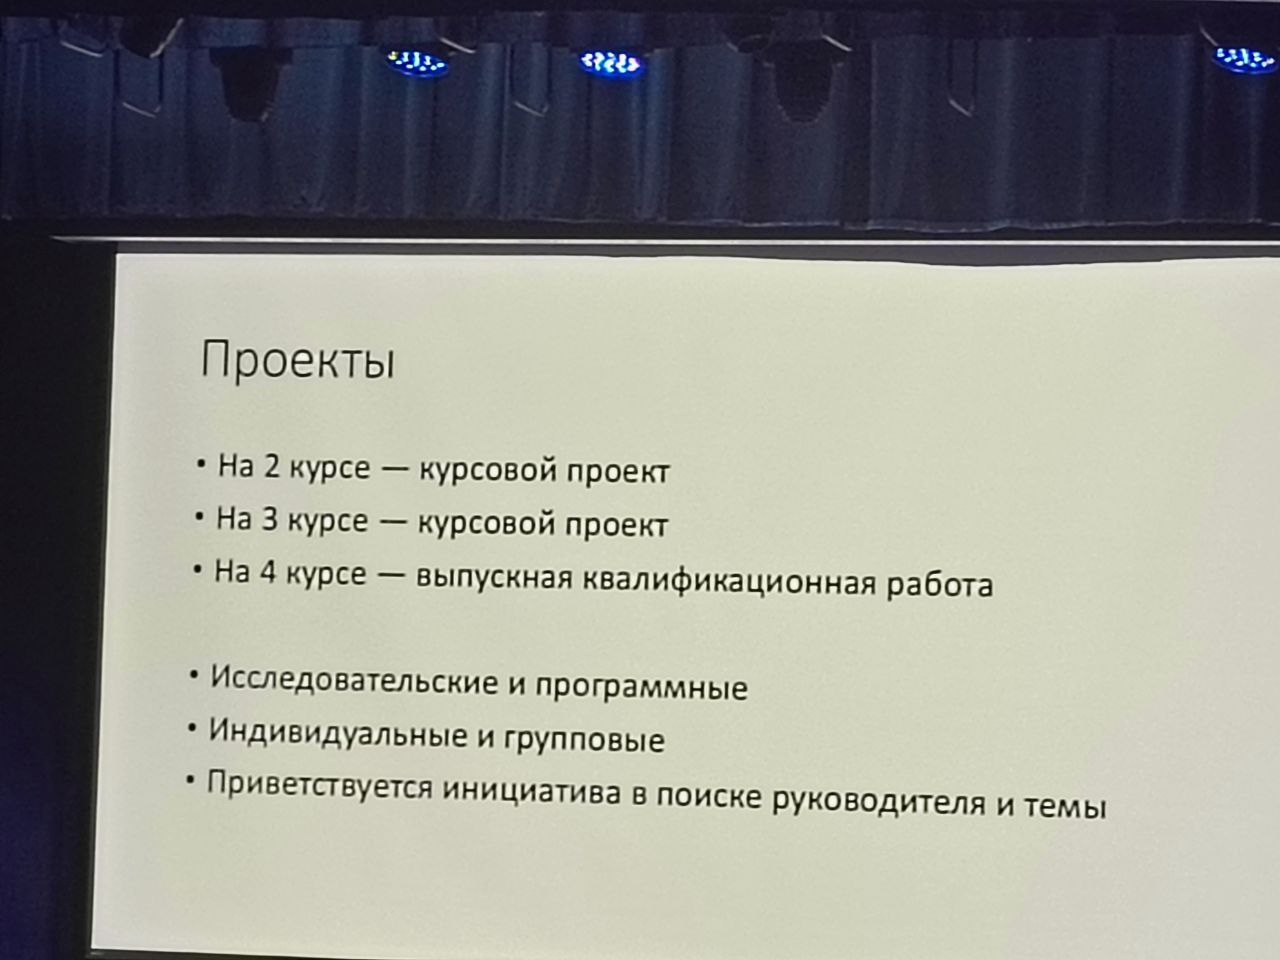 Проекты
• На 2 курсе — курсовой проект
• На 3 курсе — курсовой проект
• На 4 курсе — выпускная квалификационная работа
• Исследовательские и программные
• Индивидуальные и групповые
• Приветствуется инициатива в поиске руководителя и темы